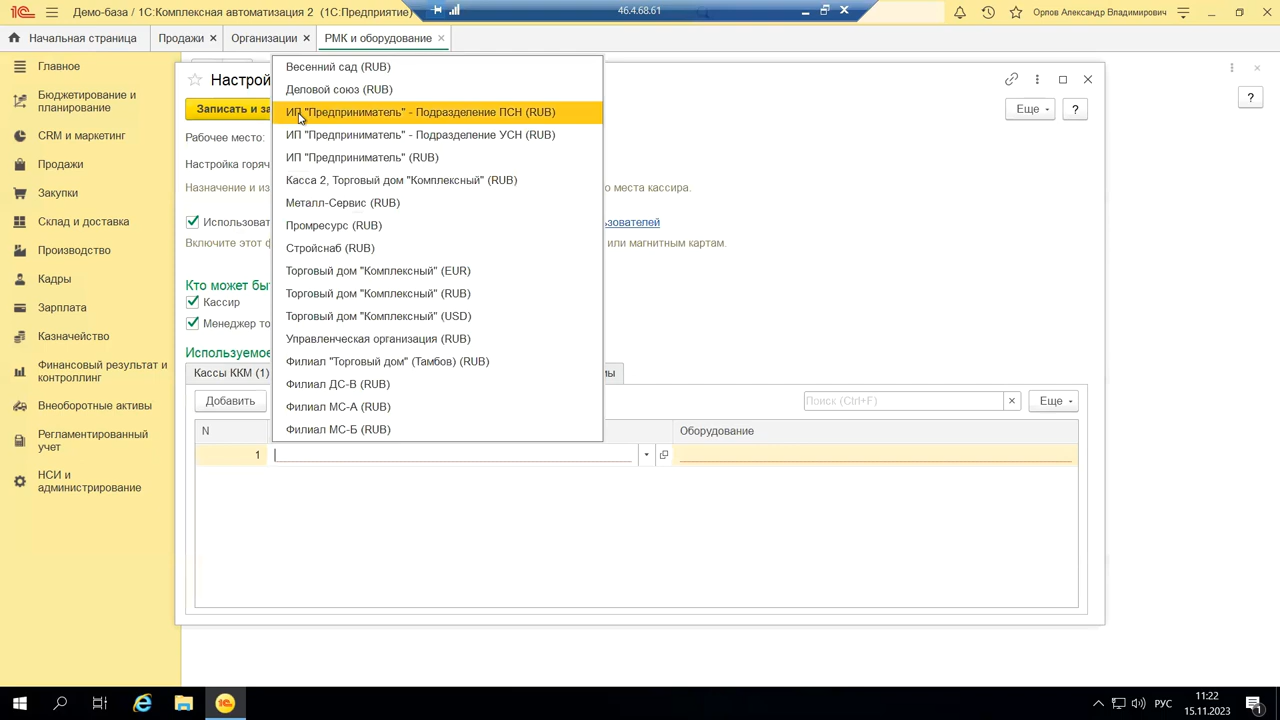 Демо-база / 1С:Комплексная автоматизация 2 (1С:Предприятие)
46.4.68.61
Орлов Александр Владимирович
Начальная страница
Продажи
Организации
РМК и оборудование
Главное
Бюджетирование и
планирование
CRM и маркетинг
Продажи
Закупки
Склад и доставка
Производство
Кадры
Зарплата
Казначейство
Финансовый результат и
контроллинг
Внеоборотные активы
Регламентированный
учет
НСИ и
администрирование
Настрой
Записать и за
Еще
?
?
Рабочее место:
Настройка горяч
Назначение и из
о места кассира.
Использоват
ьзователей
Включите этот ф
или магнитным картам.
Кто может бы
Кассир
Менеджер то
Используемое
Кассы ККМ (1)
мы
Добавить
Поиск (Ctrl+F)
Еще
N
Оборудование
1
Весенний сад (RUB)
Деловой союз (RUB)
ИП "Предприниматель" - Подразделение ПСН (RUB)
ИП "Предприниматель" - Подразделение УСН (RUB)
ИП "Предприниматель" (RUB)
Касса 2, Торговый дом "Комплексный" (RUB)
Металл-Сервис (RUB)
Промресурс (RUB)
Стройснаб (RUB)
Торговый дом "Комплексный" (EUR)
Торговый дом "Комплексный" (RUB)
Торговый дом "Комплексный" (USD)
Управленческая организация (RUB)
Филиал "Торговый дом" (Тамбов) (RUB)
Филиал ДС-В (RUB)
Филиал МС-А (RUB)
Филиал МС-Б (RUB)
РУС
11:22
15.11.2023
1